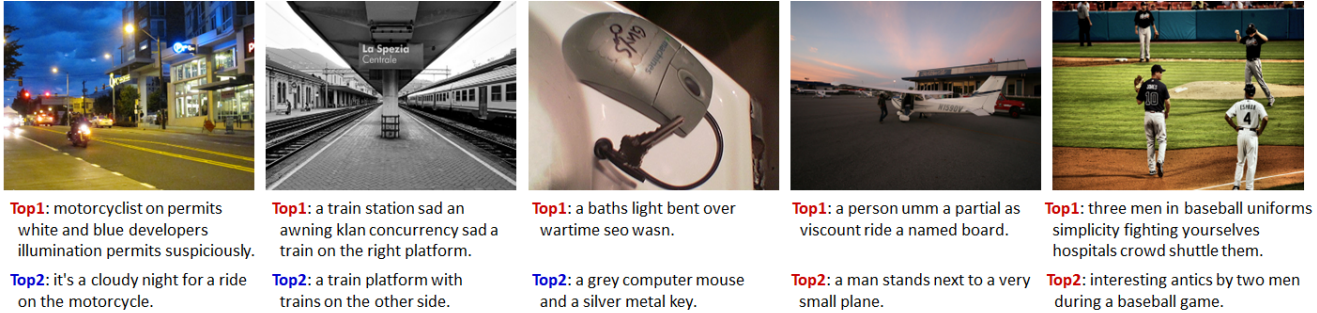 La Spezia
Centrale
JONES
10
4
Top1: motorcyclist on permits
white and blue developers
illumination permits suspiciously.
Top2: it's a cloudy night for a ride
on the motorcycle.
Top1: a train station sad an
awning klan concurrency sad a
train on the right platform.
Top2: a train platform with
trains on the other side.
Top1: a baths light bent over
wartime seo wasn.
Top2: a grey computer mouse
and a silver metal key.
Top1: a person umm a partial as
viscount ride a named board.
Top2: a man stands next to a very
small plane.
Top1: three men in baseball uniforms
simplicity fighting yourselves
hospitals crowd shuttle them.
Top2: interesting antics by two men
during a baseball game.